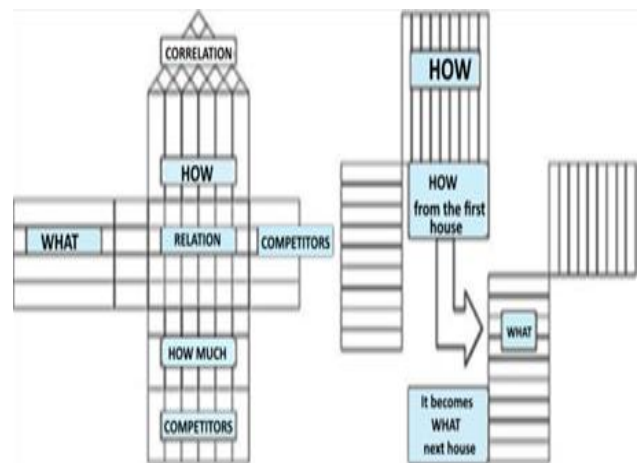 CORRELATION
HOW
WHAT
RELATION
COMPETITORS
HOW MUCH
COMPETITORS
HOW
HOW
from the first
house
WHAT
It becomes
WHAT
next house